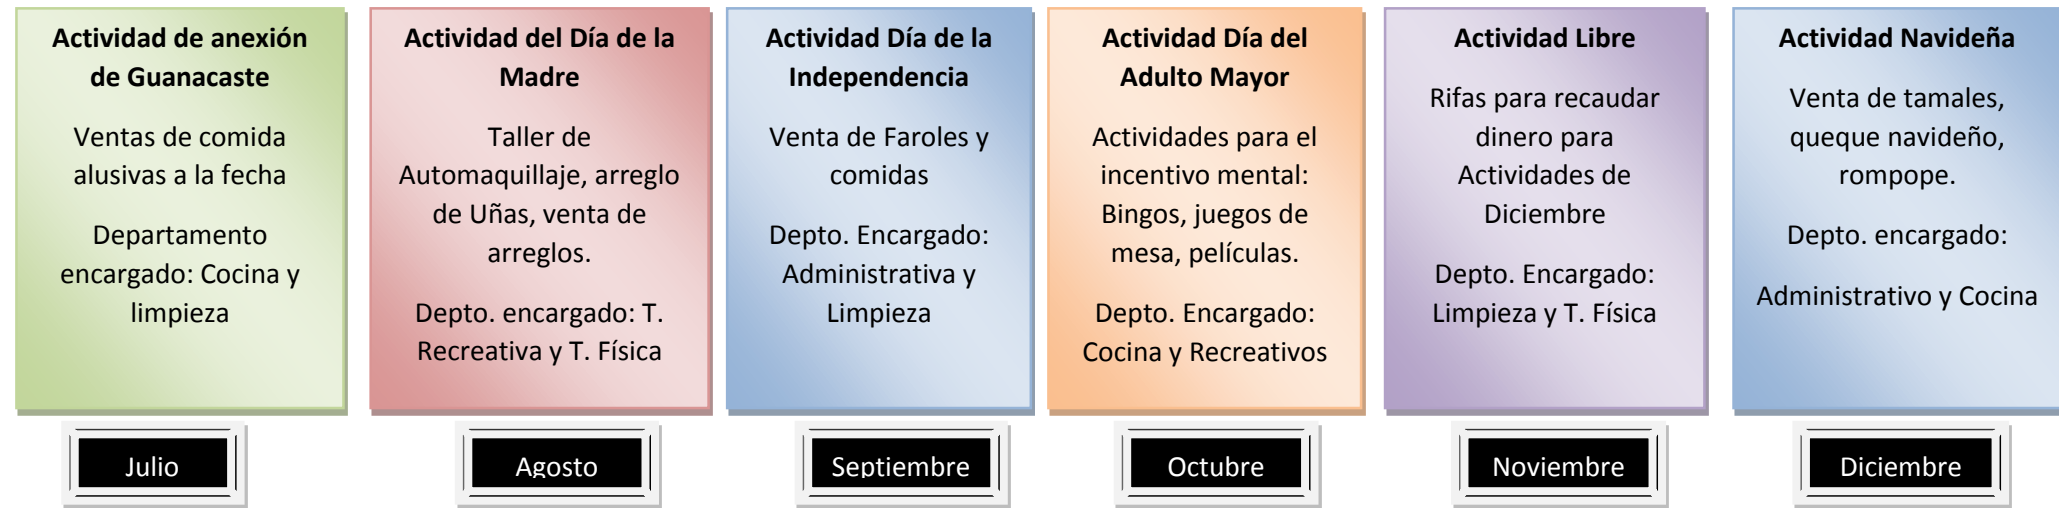 Actividad de anexión
de Guanacaste
Ventas de comida
alusivas a la fecha
Departamento
encargado: Cocina y
limpieza
Actividad del Día de la
Madre
Taller de
Automaquillaje, arreglo
de Uñas, venta de
arreglos.
Depto. encargado: T.
Recreativa y T. Física
Actividad Día de la
Independencia
Venta de Faroles y
comidas
Depto. Encargado:
Administrativa y
Limpieza
Actividad Día del
Adulto Mayor
Actividades para el
incentivo mental:
Bingos, juegos de
mesa, películas.
Depto. Encargado:
Cocina y Recreativos
Actividad Libre
Rifas para recaudar
dinero para
Actividades de
Diciembre
Depto. Encargado:
Limpieza y T. Física
Actividad Navideña
Venta de tamales,
queque navideño,
rompope.
Depto. encargado:
Administrativo y Cocina
Julio
Agosto
Septiembre
Octubre
Noviembre
Diciembre